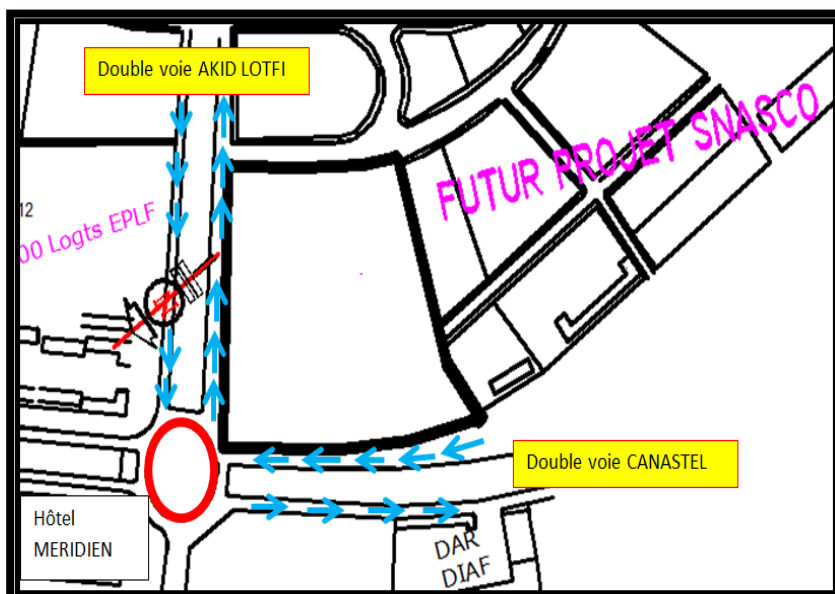 Double voie AKID LOTFI
FUTUR PROJET SNASCO
12
00 Logts EPLF
Double voie CANASTEL
Hôtel
MERIDIEN
DAR
DIAF